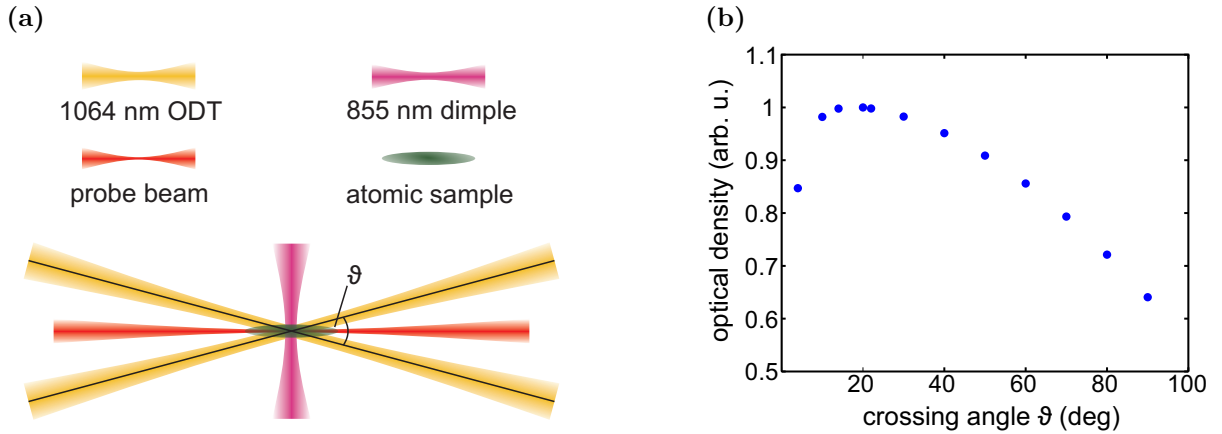 (a)
1064 nm ODT
855 nm dimple
probe beam
atomic sample
ϑ
(b)
optical density (arb. u.)
1.1
1
0.9
0.8
0.7
0.6
0.5
20
40
60
80
100
crossing angle ϑ (deg)